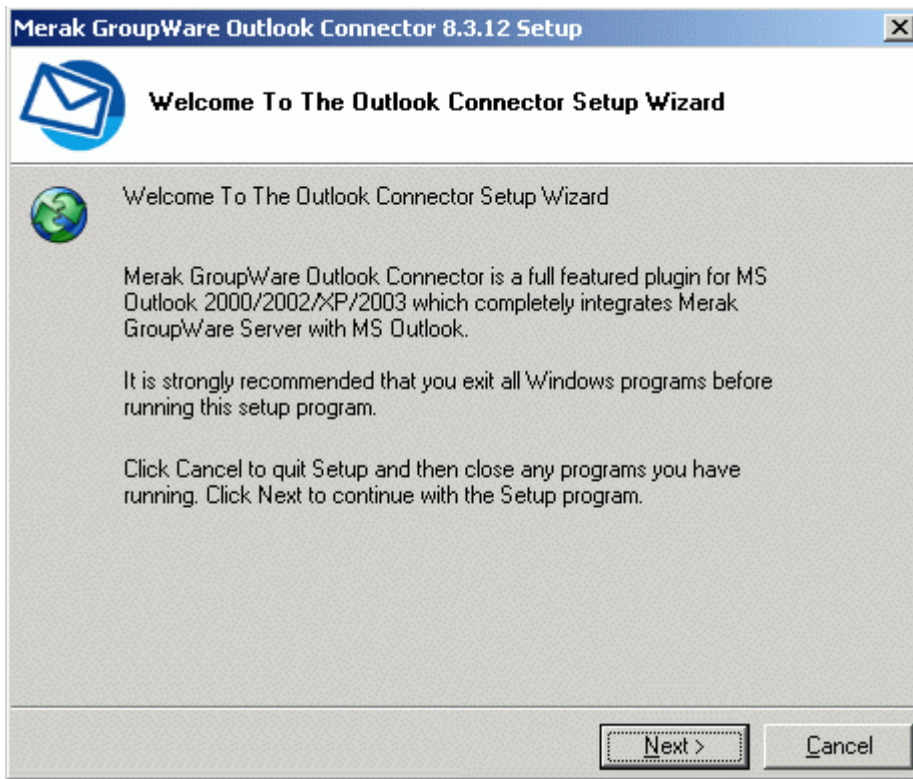 Merak GroupWare Outlook Connector 8.3.12 Setup
Welcome To The Outlook Connector Setup Wizard
Welcome To The Outlook Connector Setup Wizard
Merak GroupWare Outlook Connector is a full featured plugin for MS
Outlook 2000/2002/XP/2003 which completely integrates Merak
GroupWare Server with MS Outlook.
It is strongly recommended that you exit all Windows programs before
running this setup program.
Click Cancel to quit Setup and then close any programs you have
running. Click Next to continue with the Setup program.
Next >
Cancel